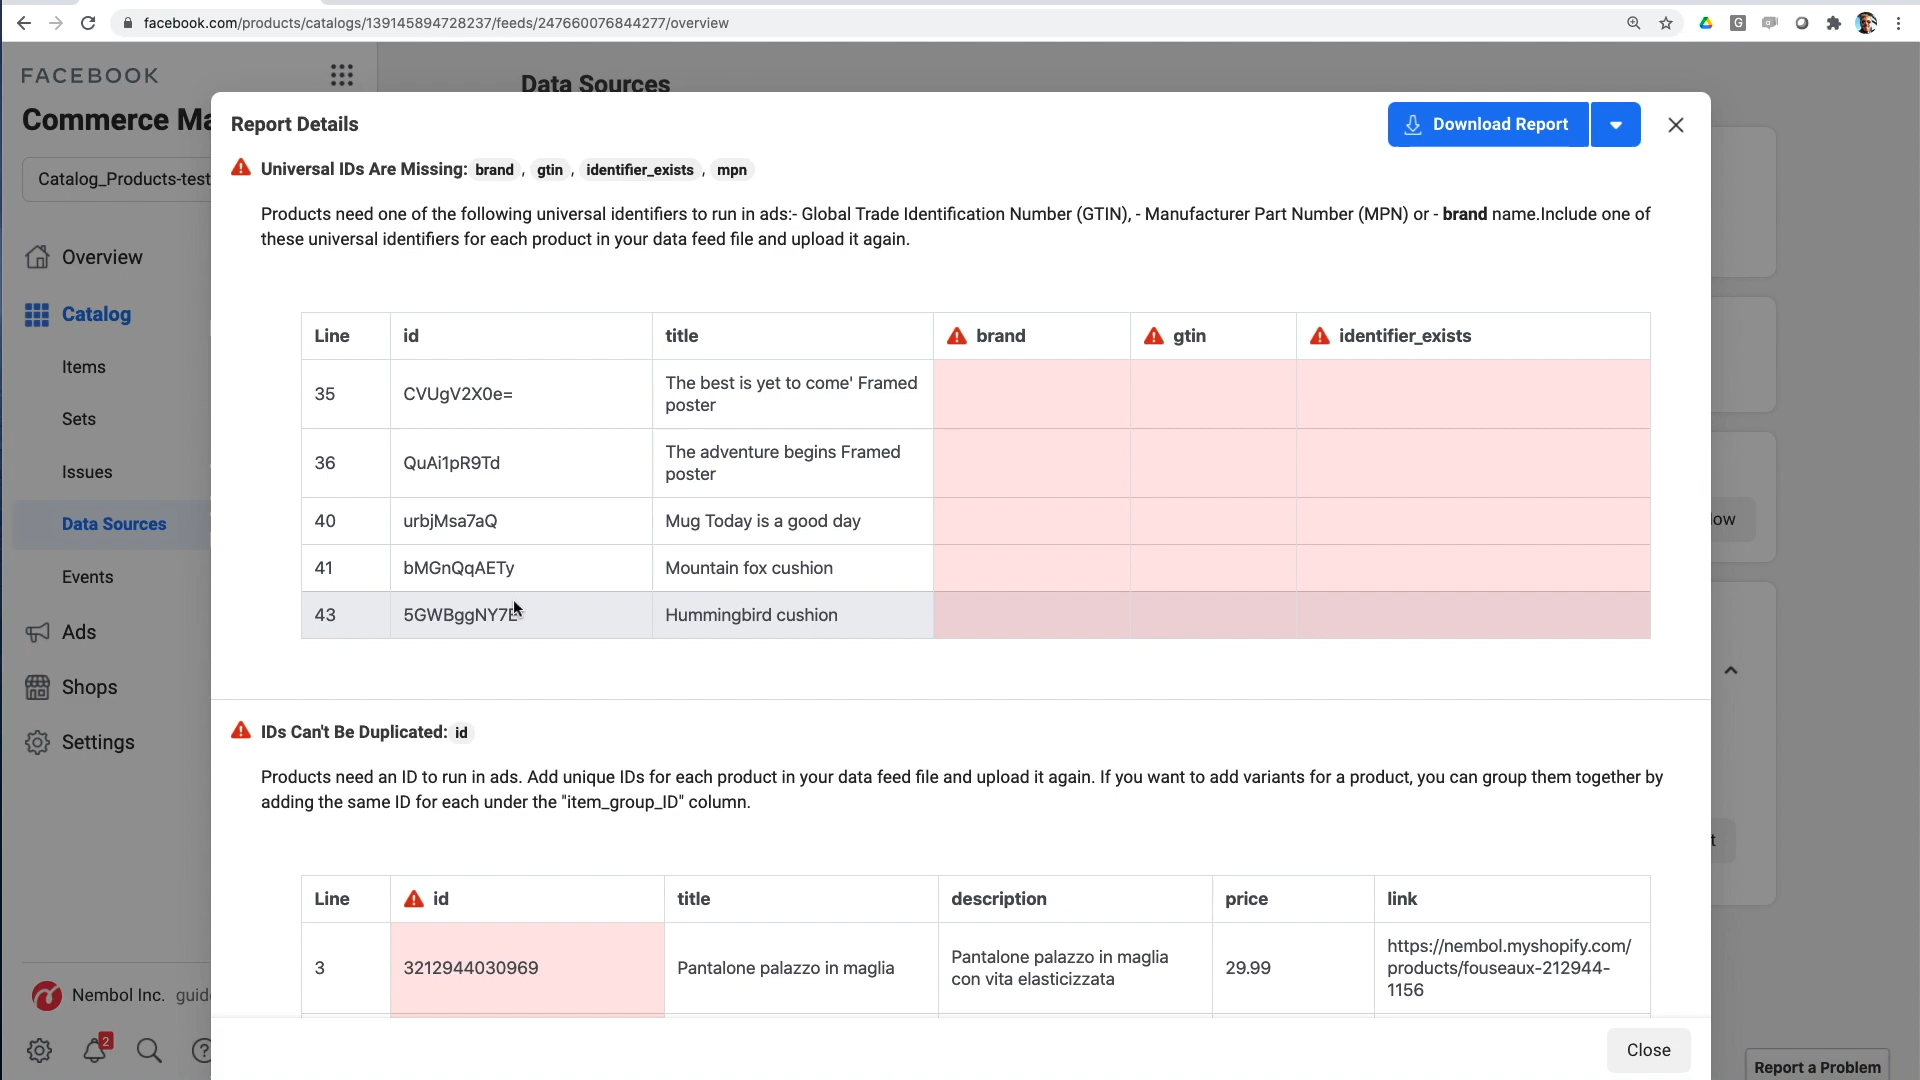 facebook.com/products/catalogs/139145894728237/feeds/247660076844277/overview
FACEBOOK
Data Sources
Commerce Ma
Catalog_Products-test
Overview
Catalog
Items
Sets
Issues
Data Sources
Events
Ads
Shops
Settings
Nembol Inc. guid
2
Report Details
Download Report
Universal IDs Are Missing: brand , gtin , identifier_exists , mpn
Products need one of the following universal identifiers to run in ads:- Global Trade Identification Number (GTIN), - Manufacturer Part Number (MPN) or - brand name.Include one of
these universal identifiers for each product in your data feed file and upload it again.
Line id title brand gtin identifier_exists
35 CVUgV2X0e= The best is yet to come' Framed
poster
36 QuAi1pR9Td The adventure begins Framed
poster
40 urbjMsa7aQ Mug Today is a good day
41 bMGnQqAETy Mountain fox cushion
43 Hummingbird cushion
IDs Can't Be Duplicated: id
Products need an ID to run in ads. Add unique IDs for each product in your data feed file and upload it again. If you want to add variants for a product, you can group them together by
adding the same ID for each under the "item_group_ID" column.
Line id title description price link
3 3212944030969 Pantalone palazzo in maglia Pantalone palazzo in maglia
con vita elasticizzata 29.99 https://nembol.myshopify.com/
products/fouseaux-212944-
1156
Close
low
t
Report a Problem